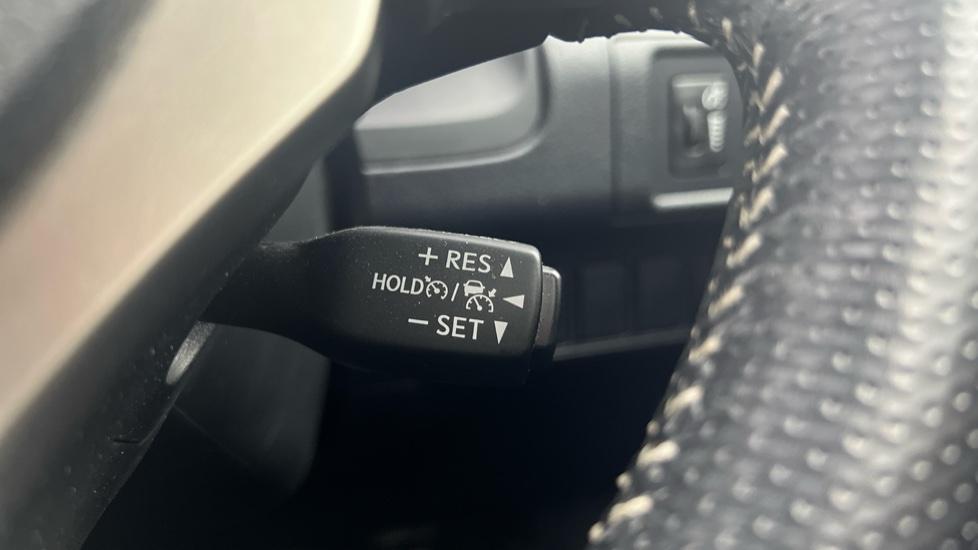 + RES ▲
HOLD / ◀
− SET ▼